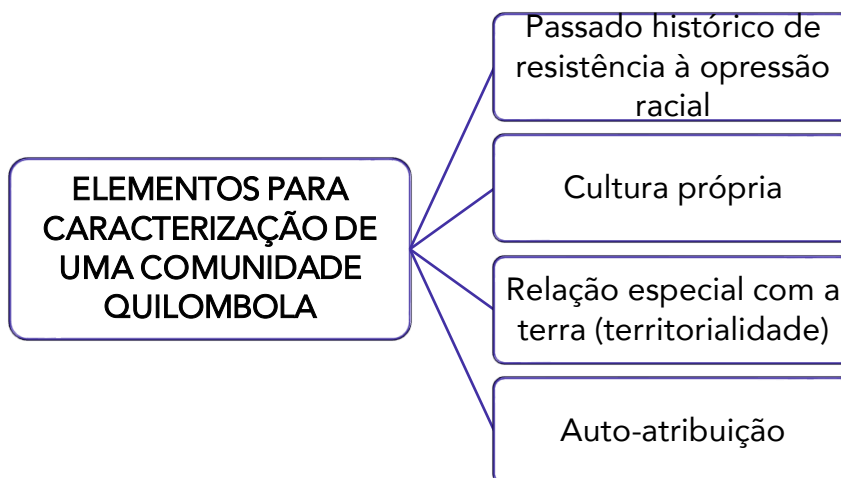 ELEMENTOS PARA
CARACTERIZAÇÃO DE
UMA COMUNIDADE
QUILOMBOLA
Passado histórico de
resistência à opressão
racial
Cultura própria
Relação especial com a
terra (territorialidade)
Auto-atribuição